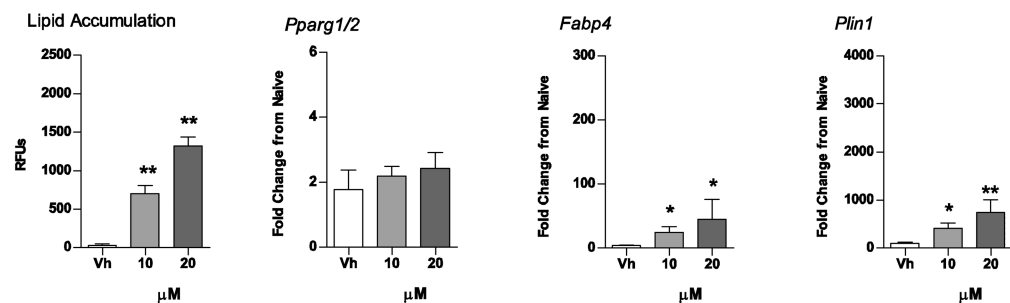 Lipid Accumulation
RFUs
2500
2000
1500
1000
500
0
**
**
Vh 10 20
µM
Pparg1/2
Fold Change from Naive
6
4
2
0
Vh 10 20
µM
Fabp4
Fold Change from Naive
300
200
100
0
*
*
Vh 10 20
µM
Plin1
Fold Change from Naive
4000
3000
2000
1000
0
*
**
Vh 10 20
µM